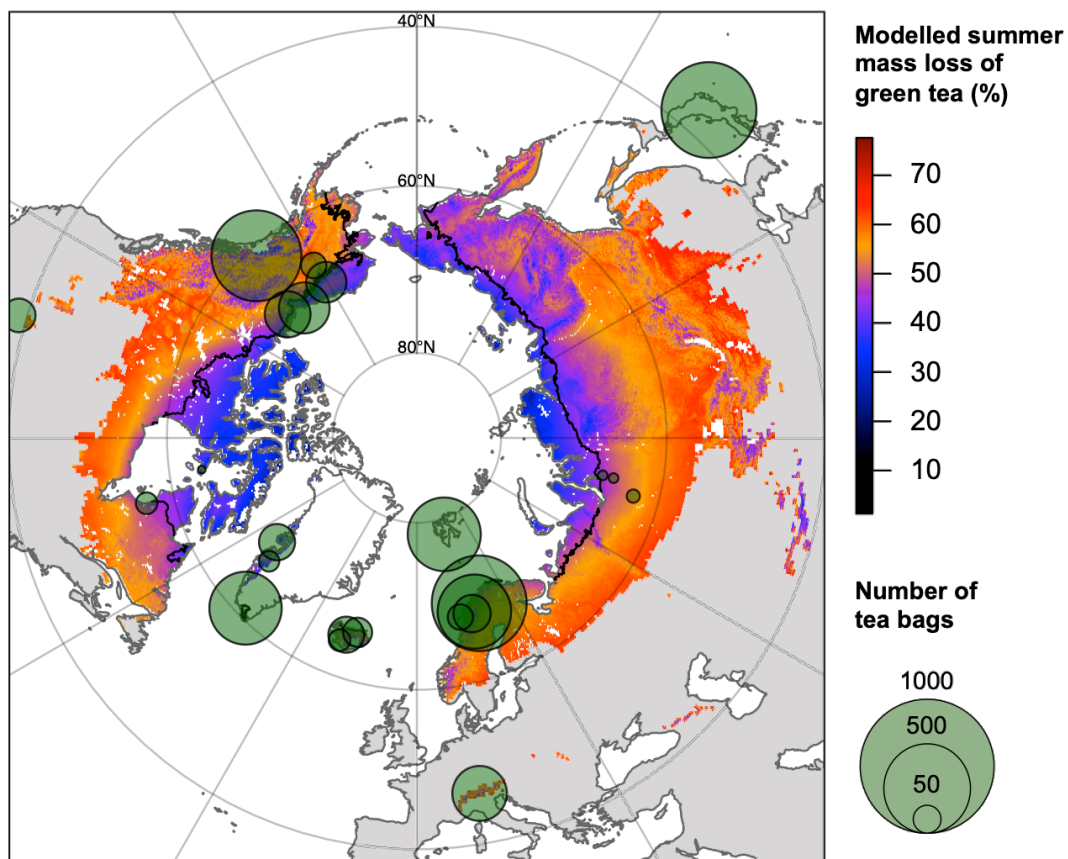 40°N
60°N
80°N
Modelled summer
mass loss of
green tea (%)
70
60
50
40
30
20
10
Number of
tea bags
1000
500
50